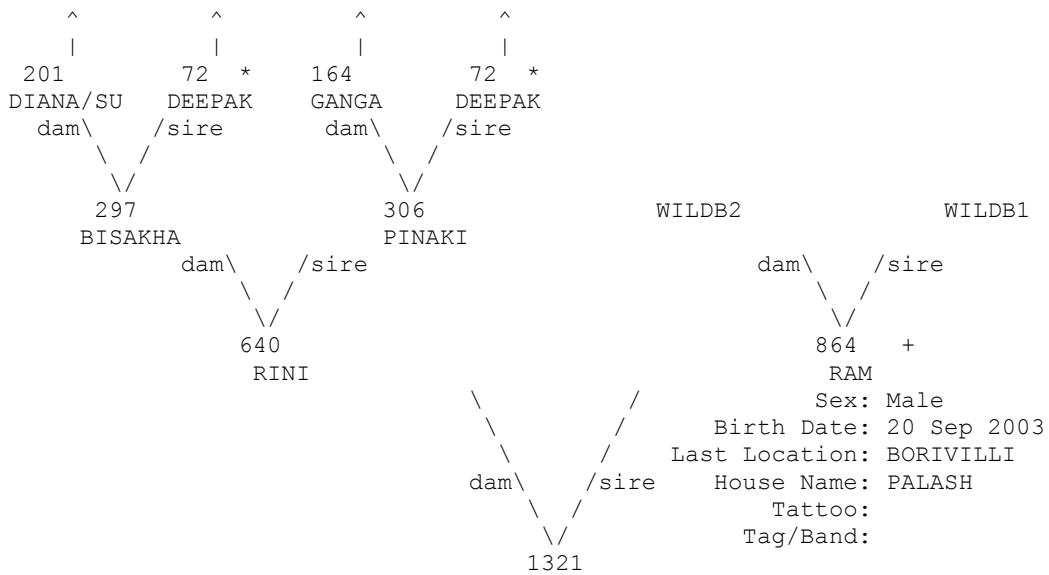 ^ ^ ^ ^
| | | |
201 72 * 164 72 *
DIANA/SU DEEPAK GANGA DEEPAK
dam\ /sire dam\ /sire
\ / \ /
\/ \/
297 306 WILDB2 WILDB1
BISAKHA PINAKI
dam\ /sire dam\ /sire
\ / \ /
\/ \/
640 864 +
RINI RAM
\ / Sex: Male
\ / Birth Date: 20 Sep 2003
\ / Last Location: BORIVILLI
dam\ /sire House Name: PALASH
\ / Tattoo:
\/ Tag/Band:
1321